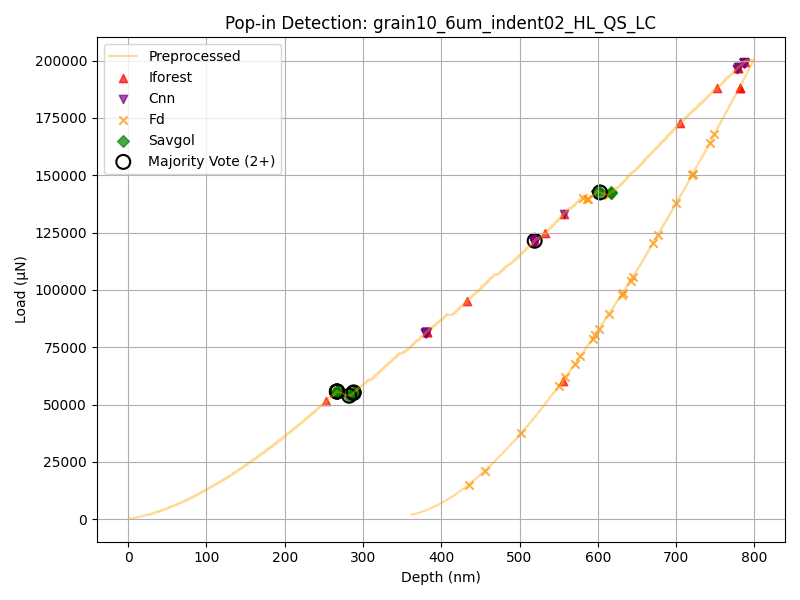 Pop-in Detection: grain10_6um_indent02_HL_QS_LC
Preprocessed
Iforest
Cnn
Fd
Savgol
Majority Vote (2+)
Load (µN)
200000
175000
150000
125000
100000
75000
50000
25000
0
0 100 200 300 400 500 600 700 800
Depth (nm)